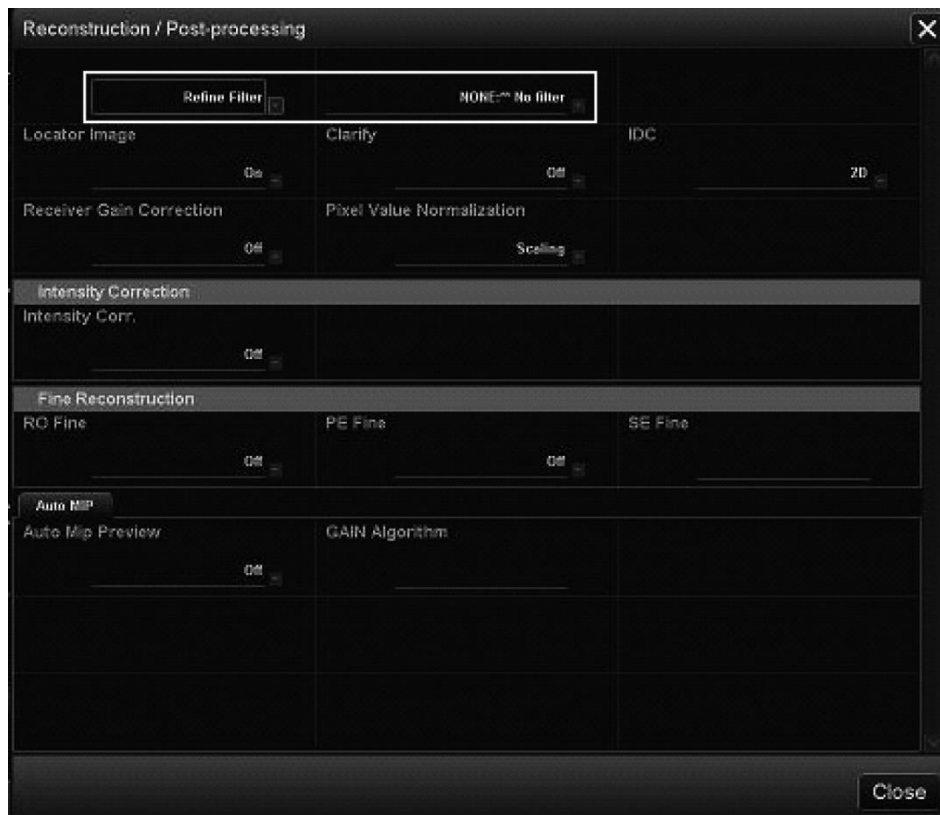 Reconstruction / Post-processing
Refine Filter NONE:^^ No filter
Locator Image Clarify IDC
On Off 2D
Receiver Gain Correction Pixel Value Normalization
Off Scaling
Intensity Correction
Intensity Corr.
Off
Fine Reconstruction
RO Fine PE Fine SE Fine
Off Off
Auto MIP
Auto Mip Preview GAIN Algorithm
Off
Close